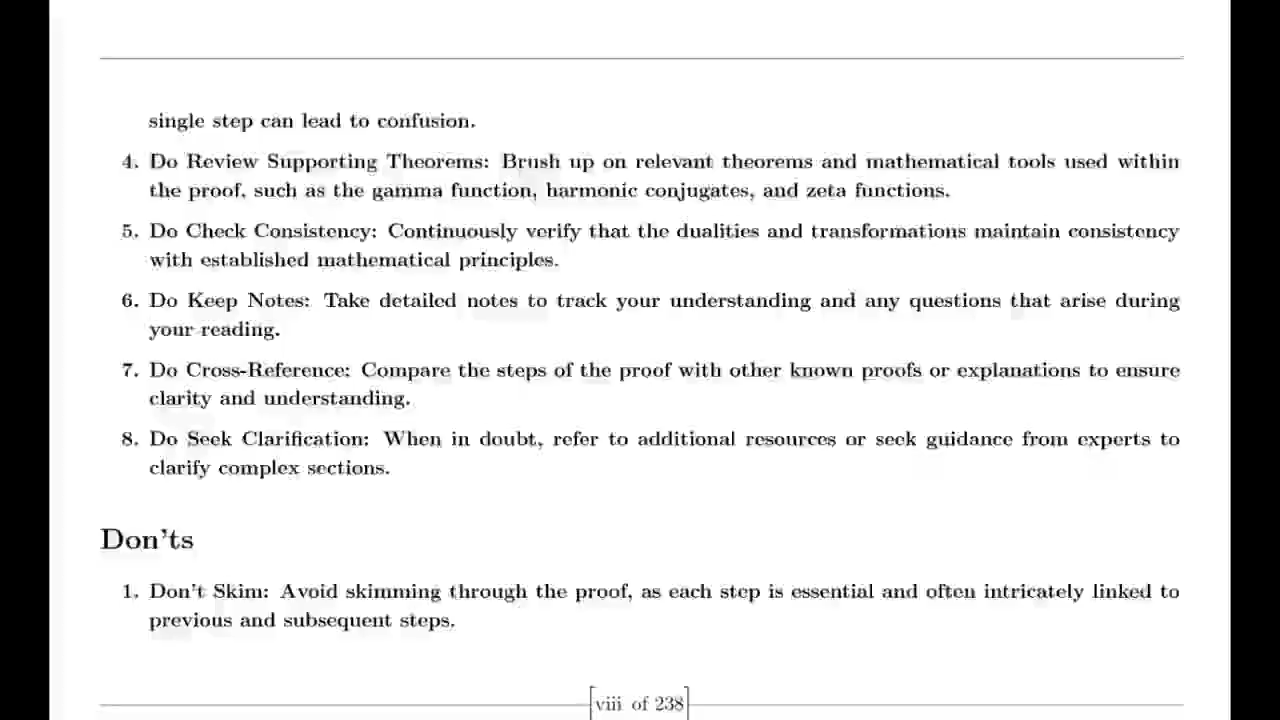 single step can lead to confusion.
4. Do Review Supporting Theorems: Brush up on relevant theorems and mathematical tools used within
the proof, such as the gamma function, harmonic conjugates, and zeta functions.
5. Do Check Consistency: Continuously verify that the dualities and transformations maintain consistency
with established mathematical principles.
6. Do Keep Notes: Take detailed notes to track your understanding and any questions that arise during
your reading.
7. Do Cross-Reference: Compare the steps of the proof with other known proofs or explanations to ensure
clarity and understanding.
8. Do Seek Clarification: When in doubt, refer to additional resources or seek guidance from experts to
clarify complex sections.
Don'ts
1. Don't Skim: Avoid skimming through the proof, as each step is essential and often intricately linked to
previous and subsequent steps.
viii of 238